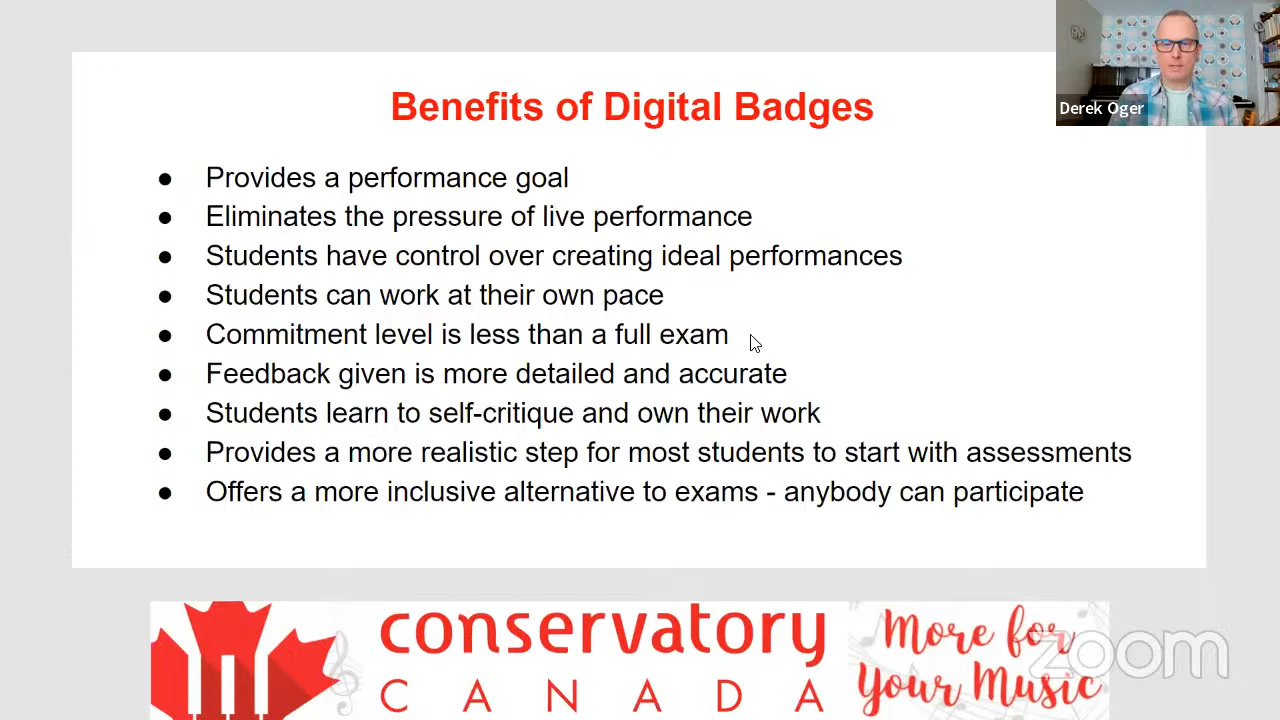 Benefits of Digital Badges
Derek Oger
● Provides a performance goal
● Eliminates the pressure of live performance
● Students have control over creating ideal performances
● Students can work at their own pace
● Commitment level is less than a full exam
● Feedback given is more detailed and accurate
● Students learn to self-critique and own their work
● Provides a more realistic step for most students to start with assessments
● Offers a more inclusive alternative to exams - anybody can participate
conservatory
CANADA
More for
Your Music
zoom